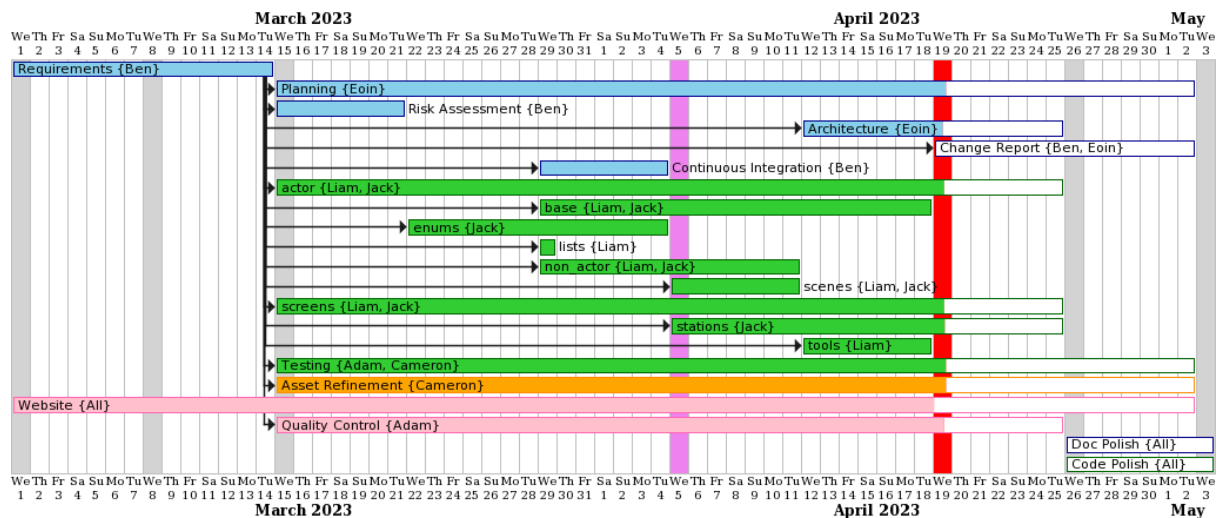 March 2023 April 2023 May
We Th Fr Sa Su Mo Tu We Th Fr Sa Su Mo Tu We Th Fr Sa Su Mo Tu We Th Fr Sa Su Mo Tu We Th Fr Sa Su Mo Tu We Th Fr Sa Su Mo Tu We Th Fr Sa Su Mo Tu We Th Fr Sa Su Mo Tu We Th Fr Sa Su Mo Tu We
1 2 3 4 5 6 7 8 9 10 11 12 13 14 15 16 17 18 19 20 21 22 23 24 25 26 27 28 29 30 31 1 2 3 4 5 6 7 8 9 10 11 12 13 14 15 16 17 18 19 20 21 22 23 24 25 26 27 28 29 30 1 2 3
Requirements {Ben}
Planning {Eoin}
Risk Assessment {Ben}
Architecture {Eoin}
Change Report {Ben, Eoin}
Continuous Integration {Ben}
actor {Liam, Jack}
base {Liam, Jack}
enums {Jack}
lists {Liam}
non_actor {Liam, Jack}
scenes {Liam, Jack}
screens {Liam, Jack}
stations {Jack}
tools {Liam}
Testing {Adam, Cameron}
Asset Refinement {Cameron}
Website {All}
Quality Control {Adam}
Doc Polish {All}
Code Polish {All}
We Th Fr Sa Su Mo Tu We Th Fr Sa Su Mo Tu We Th Fr Sa Su Mo Tu We Th Fr Sa Su Mo Tu We Th Fr Sa Su Mo Tu We Th Fr Sa Su Mo Tu We Th Fr Sa Su Mo Tu We Th Fr Sa Su Mo Tu We Th Fr Sa Su Mo Tu We
1 2 3 4 5 6 7 8 9 10 11 12 13 14 15 16 17 18 19 20 21 22 23 24 25 26 27 28 29 30 31 1 2 3 4 5 6 7 8 9 10 11 12 13 14 15 16 17 18 19 20 21 22 23 24 25 26 27 28 29 30 1 2 3
March 2023 April 2023 May